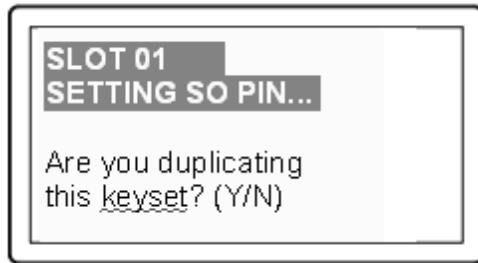 SLOT 01
SETTING SO PIN...
Are you duplicating
this keyset? (Y/N)